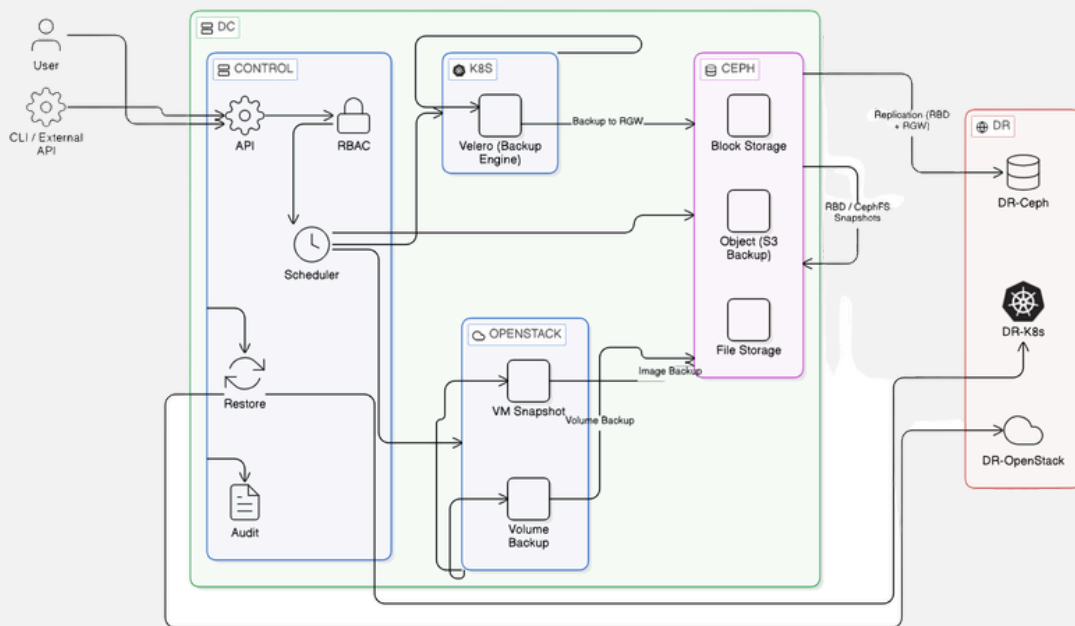 DC
User
CLI / External
API
CONTROL
API
RBAC
Scheduler
Restore
Audit
K8S
Velero (Backup
Engine)
Backup to RGW
OPENSTACK
VM Snapshot
Volume
Backup
Image Backup
Volume Backup
CEPH
Block Storage
Object (S3
Backup)
File Storage
Replication (RBD
+ RGW)
RBD / CephFS
Snapshots
DR
DR-Ceph
DR-K8s
DR-OpenStack